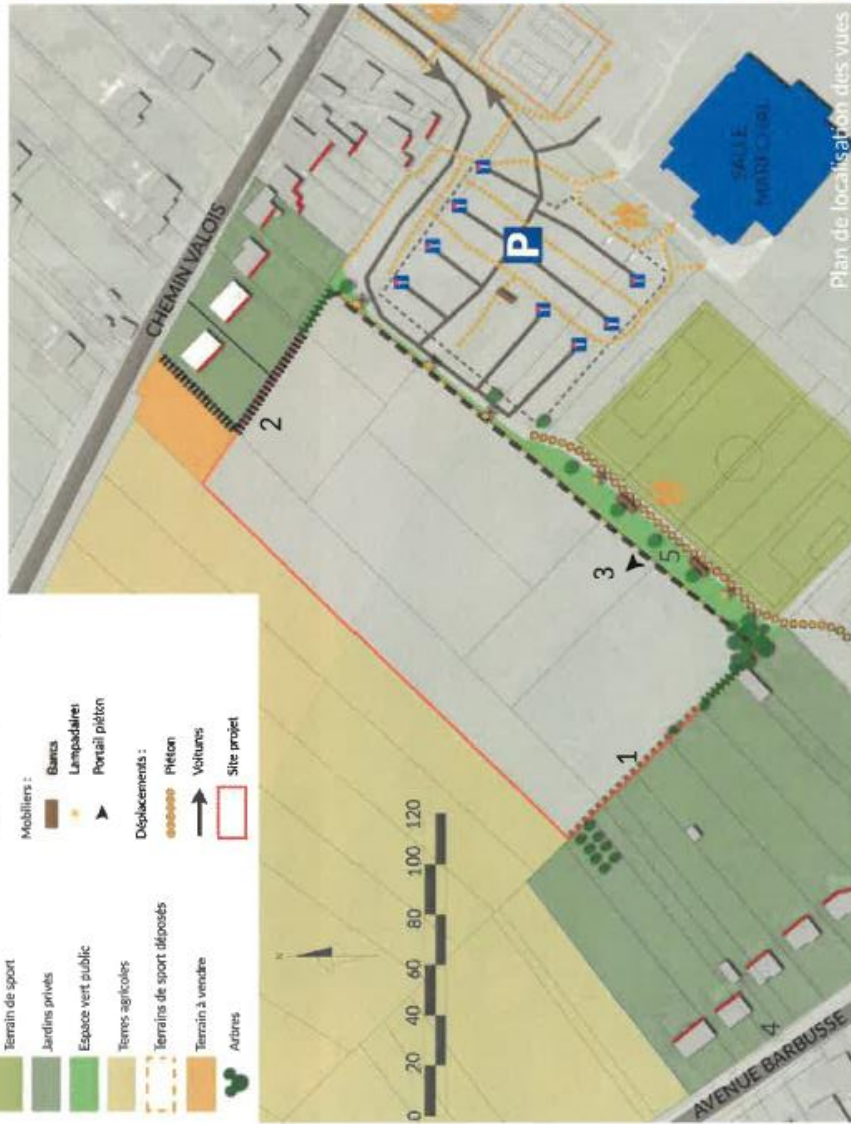 Terrain de sport
Jardins privés
Espace vert public
Terres agricoles
Terrains de sport déposés
Terrain à vendre
Arbres
Mobiliers :
Bancs
Lampadaires
Portail piéton
Déplacements :
Piéton
Voitures
Site projet
N
0 20 40 60 80 100 120
CHEMIN VALOIS
AVENUE BARBUSSE
SALLE
MARECHAL
P
1
2
3
4
5
Plan de localisation des vues